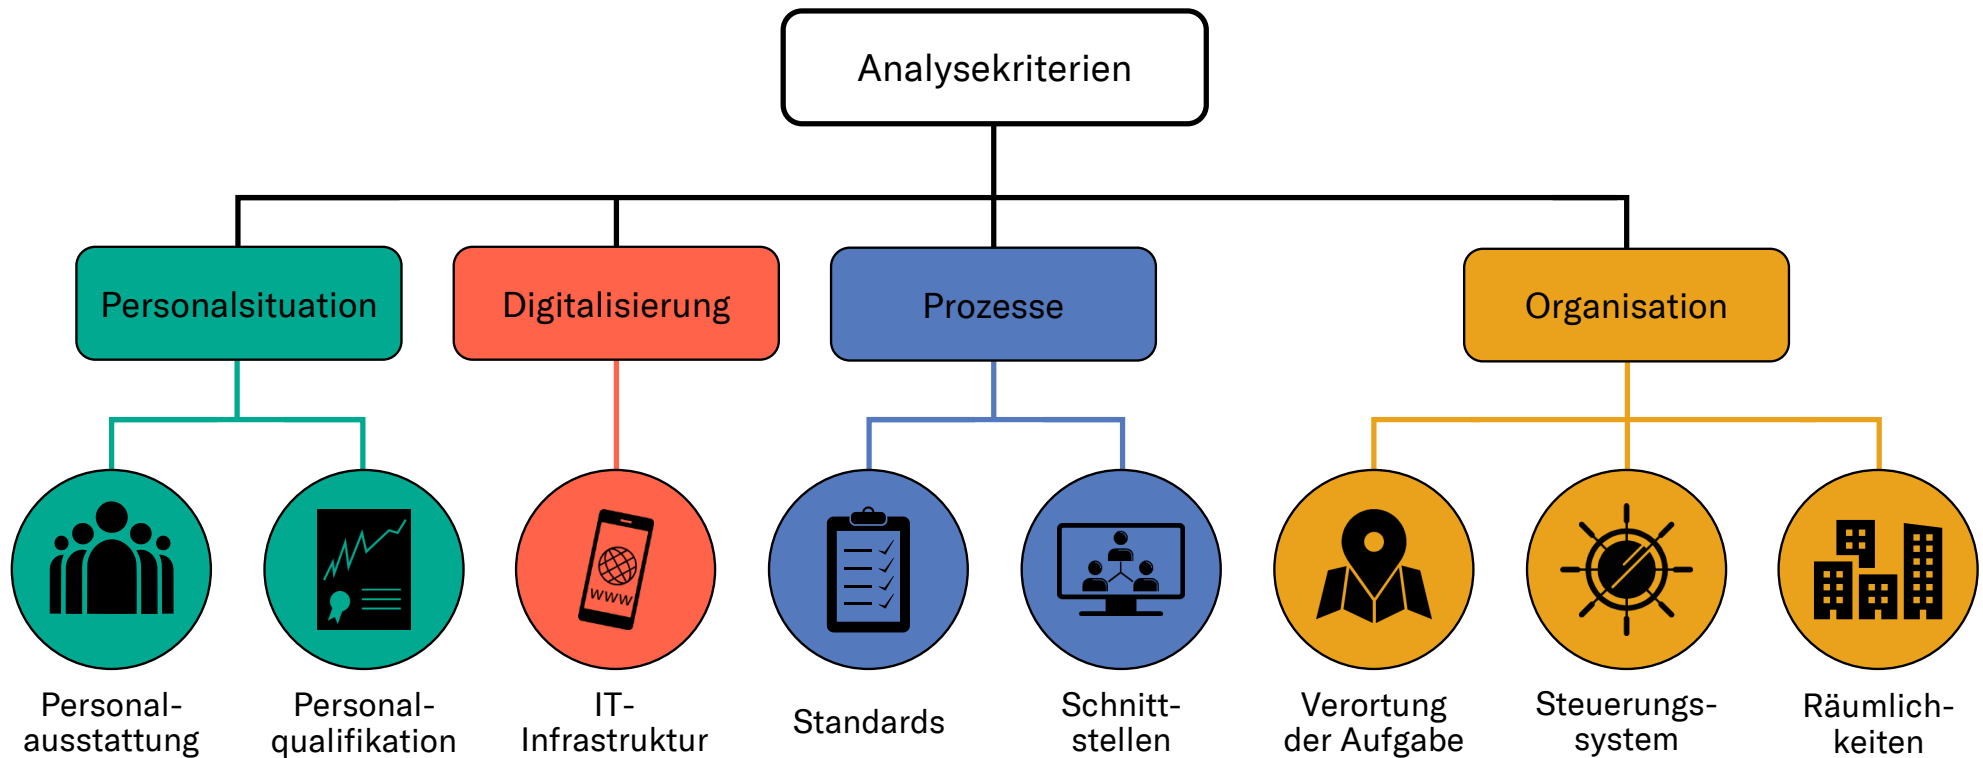 Analysekriterien
Personalsituation
Digitalisierung
Prozesse
Organisation
www
Personal-
ausstattung
Personal-
qualifikation
IT-
Infrastruktur
Standards
Schnitt-
stellen
Verortung
der Aufgabe
Steuerungs-
system
Räumlich-
keiten